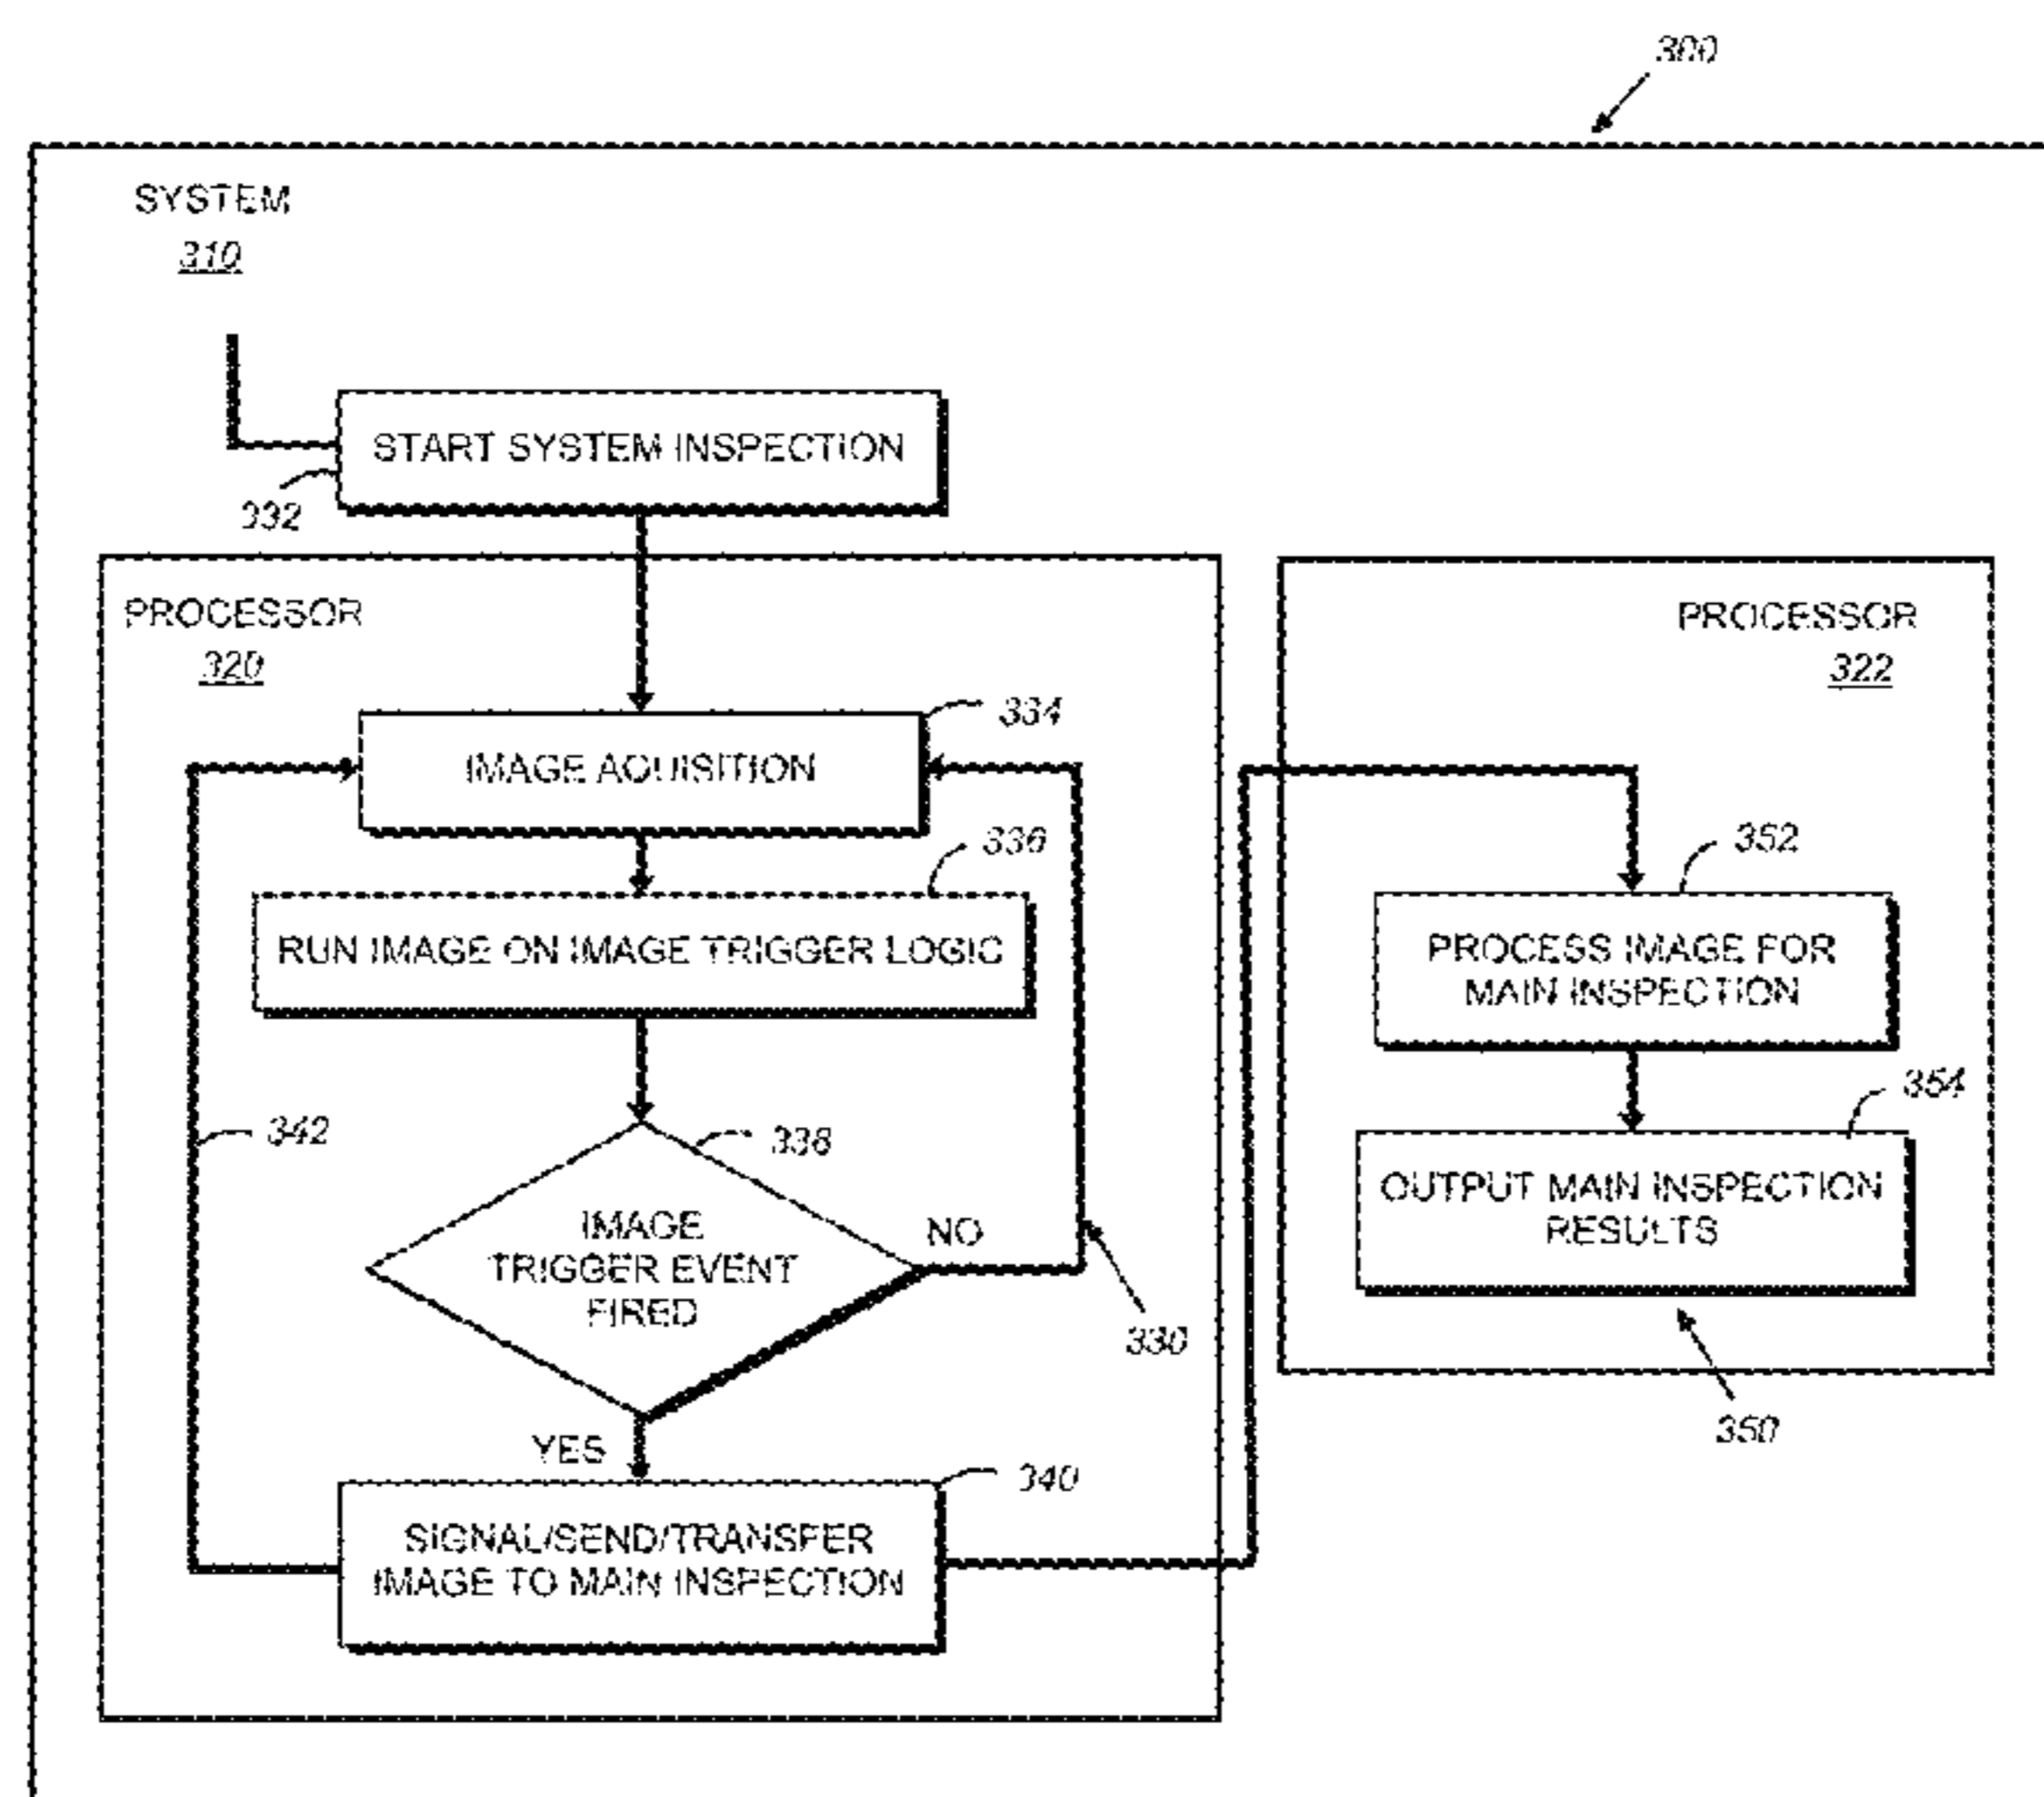 300
SYSTEM
310
START SYSTEM INSPECTION
332
PROCESSOR
320
334
IMAGE AQUISITION
336
RUN IMAGE ON IMAGE TRIGGER LOGIC
342
338
IMAGE
TRIGGER EVENT
FIRED
NO
330
YES
340
SIGNAL/SEND/TRANSFER
IMAGE TO MAIN INSPECTION
PROCESSOR
322
352
PROCESS IMAGE FOR
MAIN INSPECTION
354
OUTPUT MAIN INSPECTION
RESULTS
350